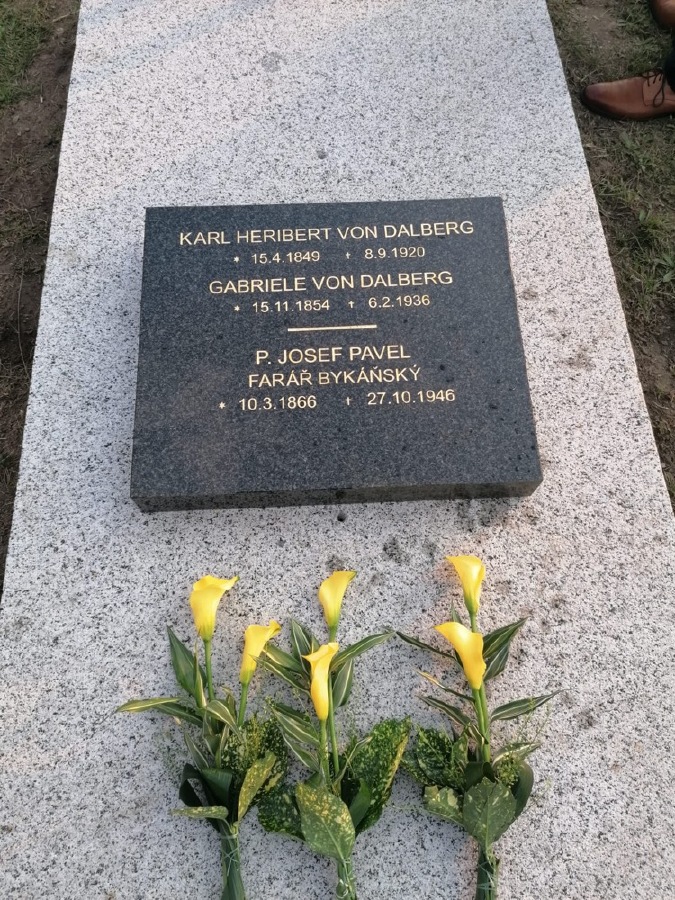 KARL HERIBERT VON DALBERG
* 15.4.1849 † 8.9.1920
GABRIELE VON DALBERG
* 15.11.1854 † 6.2.1936
P. JOSEF PAVEL
FARÁŘ BYKÁŃSKÝ
* 10.3.1866 † 27.10.1946